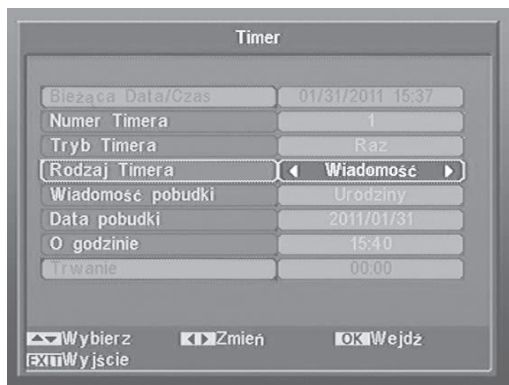 Timer
Bieżąca Data/Czas 01/31/2011 15:37
Numer Timera 1
Tryb Timera Raz
Rodzaj Timera Wiadomość
Wiadomość pobudki Urodziny
Data pobudki 2011/01/31
O godzinie 15:40
Trwanie 00:00
Wybierz Zmień OK Wejdź
EXIT Wyjście